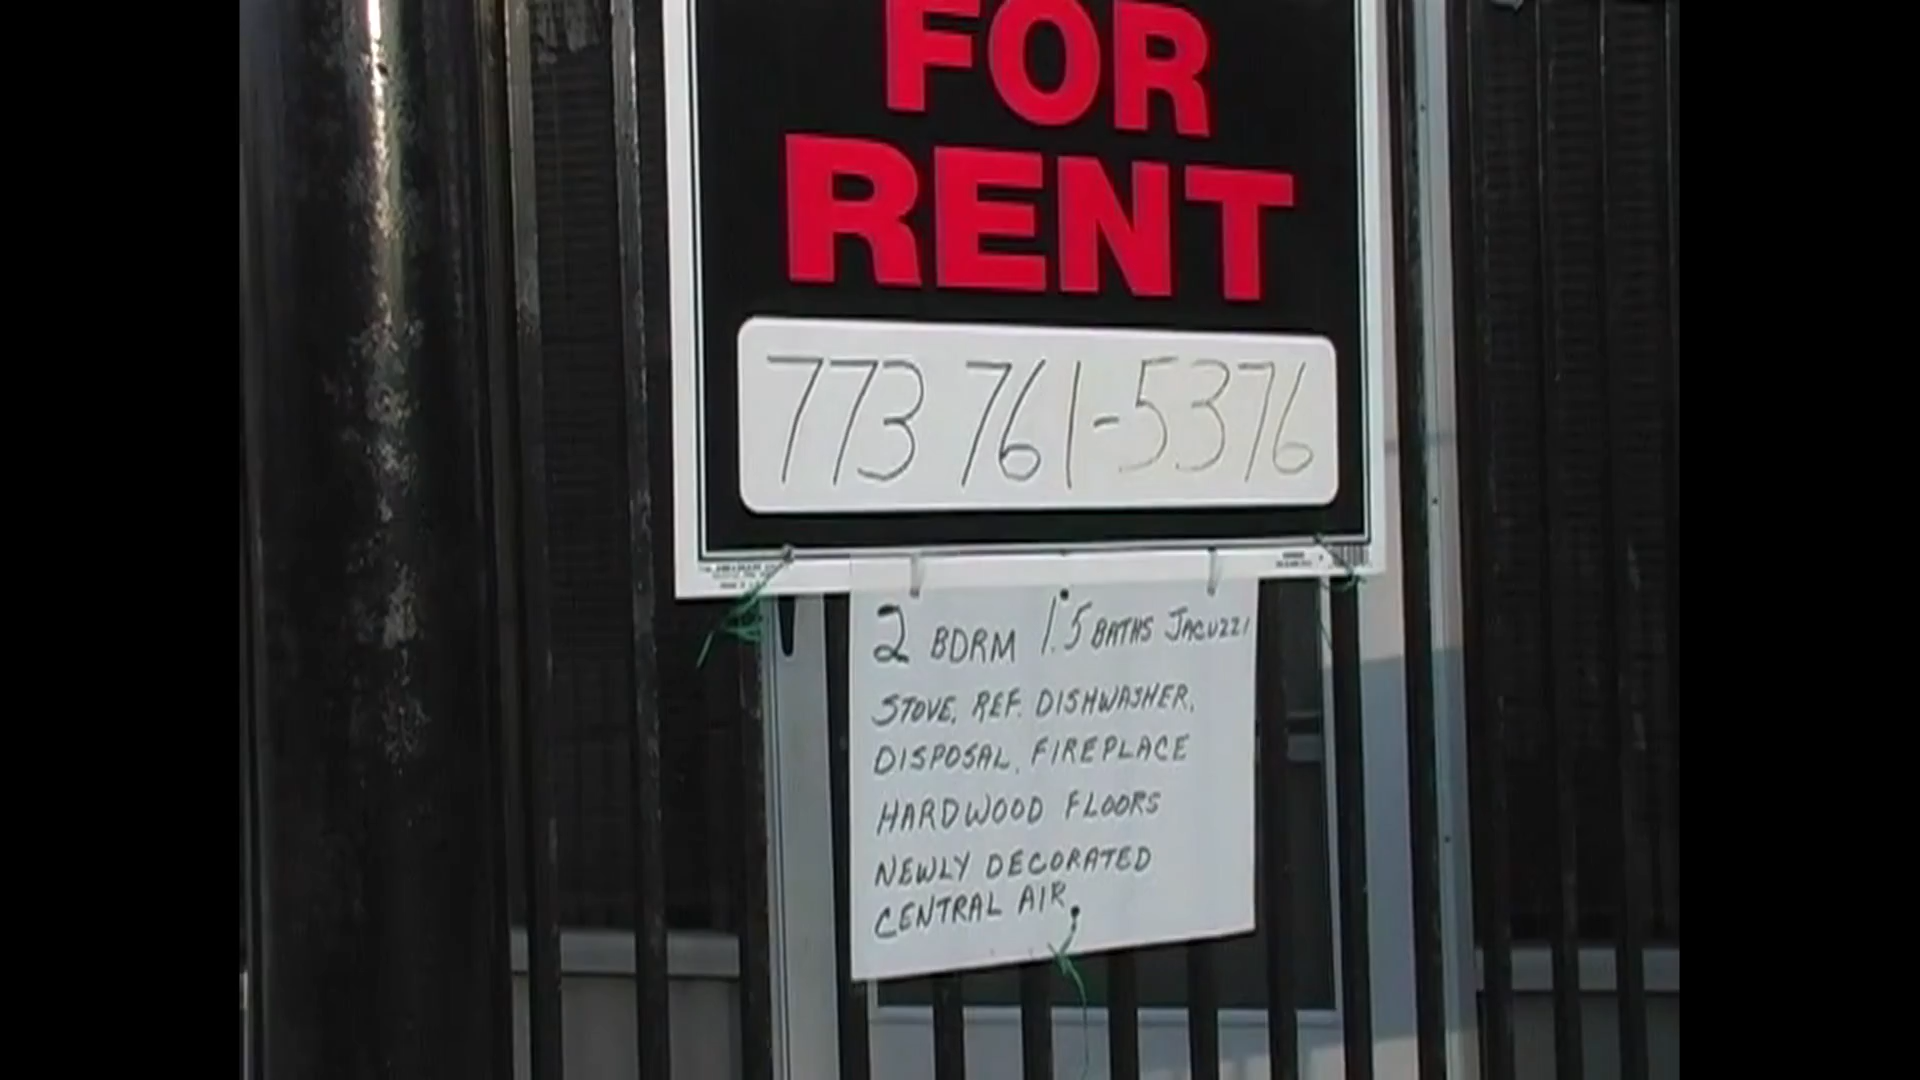 FOR
RENT
773 761-5376
2 BDRM 1.5 BATHS JACUZZI
STOVE, REF. DISHWASHER,
DISPOSAL, FIREPLACE
HARDWOOD FLOORS
NEWLY DECORATED
CENTRAL AIR.